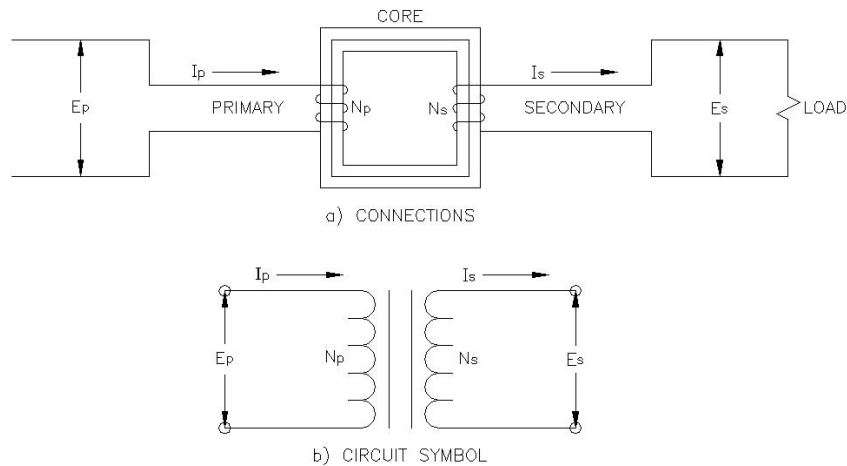 CORE
Ip
Is
Ep
PRIMARY
Np
Ns
SECONDARY
Es
LOAD
a) CONNECTIONS
Ip
Is
Ep
Np
Ns
Es
b) CIRCUIT SYMBOL